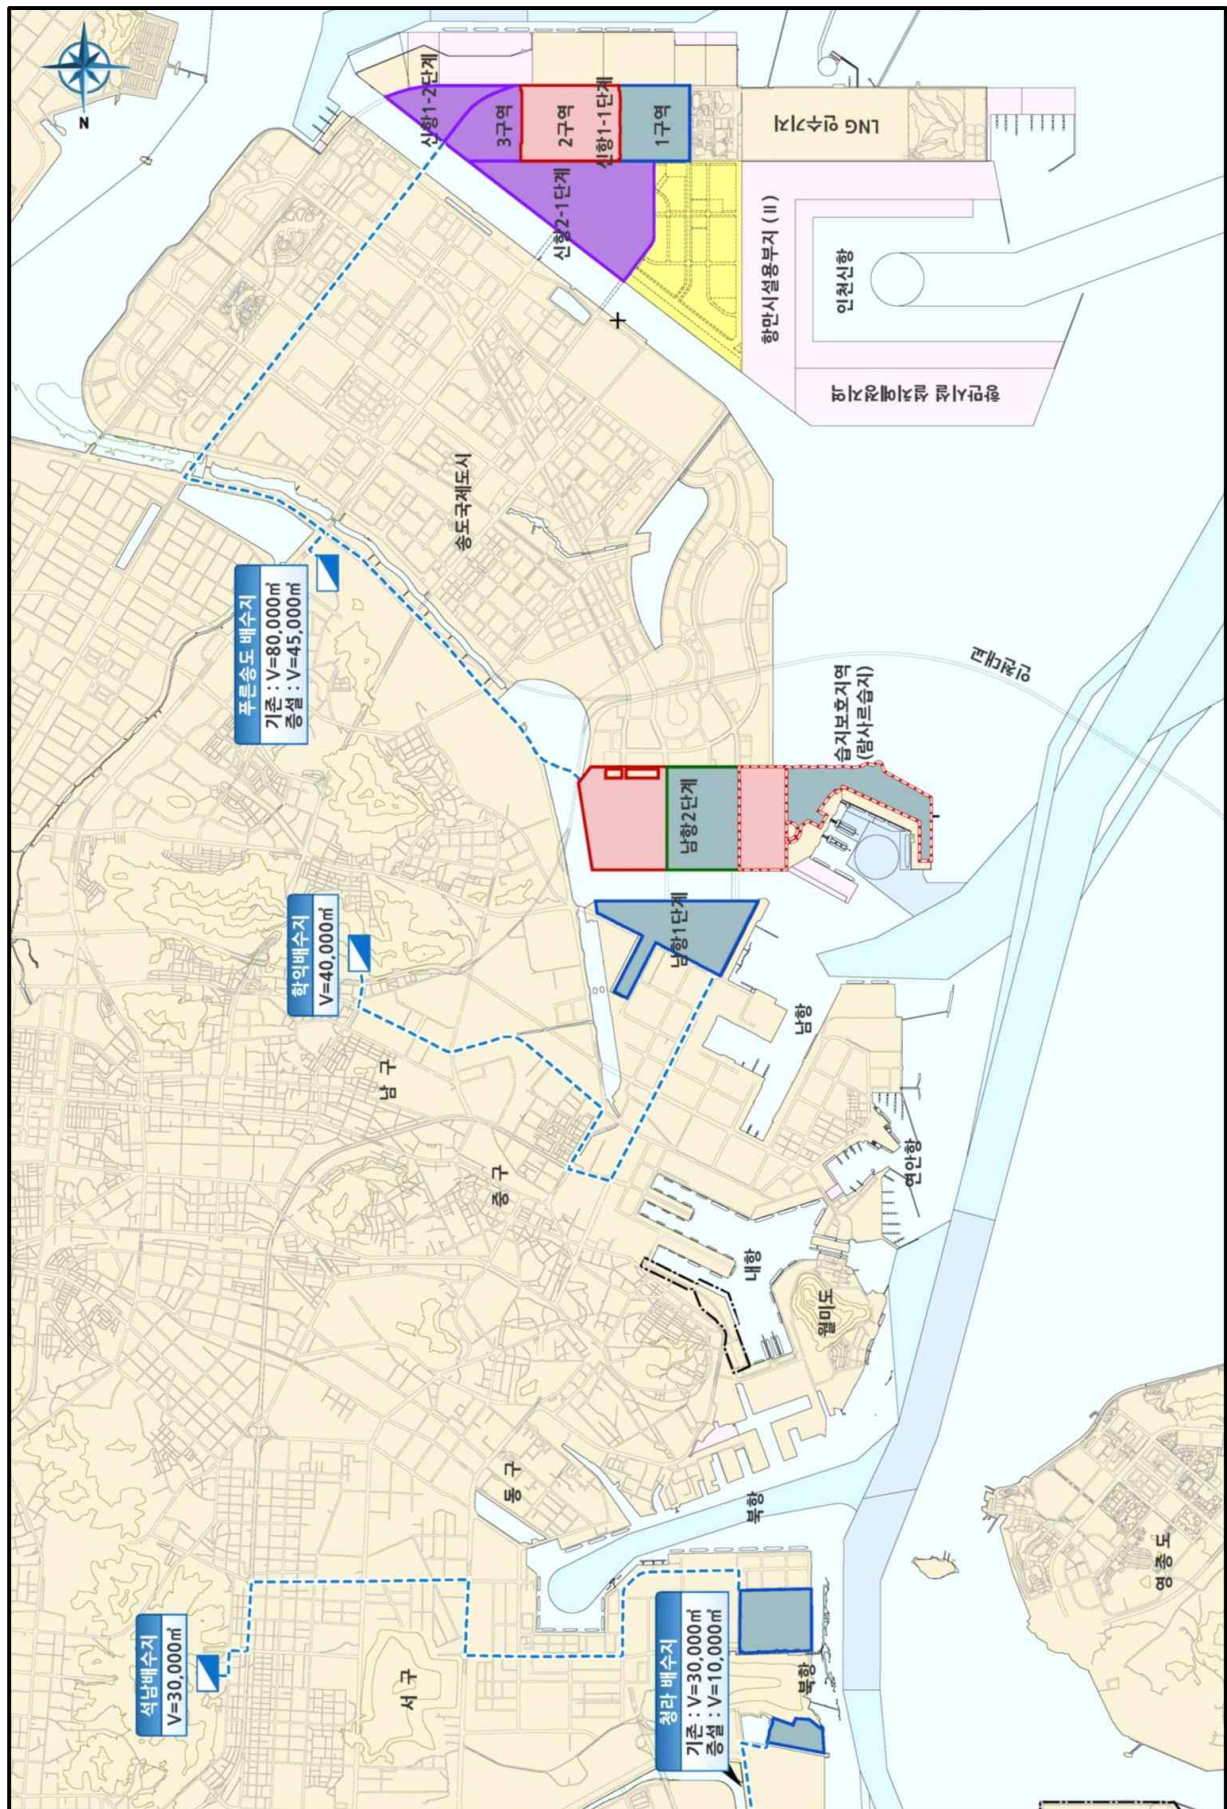 N
석남배수지
V=30,000㎥
서 구
청라 배수지
기존 : V=30,000㎥
증설 : V=10,000㎥
북항
영종도
동 구
북항
월미도
내항
중 구
남 구
연안항
남항
학익배수지
V=40,000㎥
남항1단계
남항2단계
습지보호지역
(람사르습지)
인천대교
푸른송도 배수지
기존 : V=80,000㎥
증설 : V=45,000㎥
송도국제도시
신항2-1단계
신항1-2단계
3구역
2구역
신항1-1단계
1구역
LNG 인수기지
항만시설용부지 (II)
인천신항
항만시설 설치예정지역